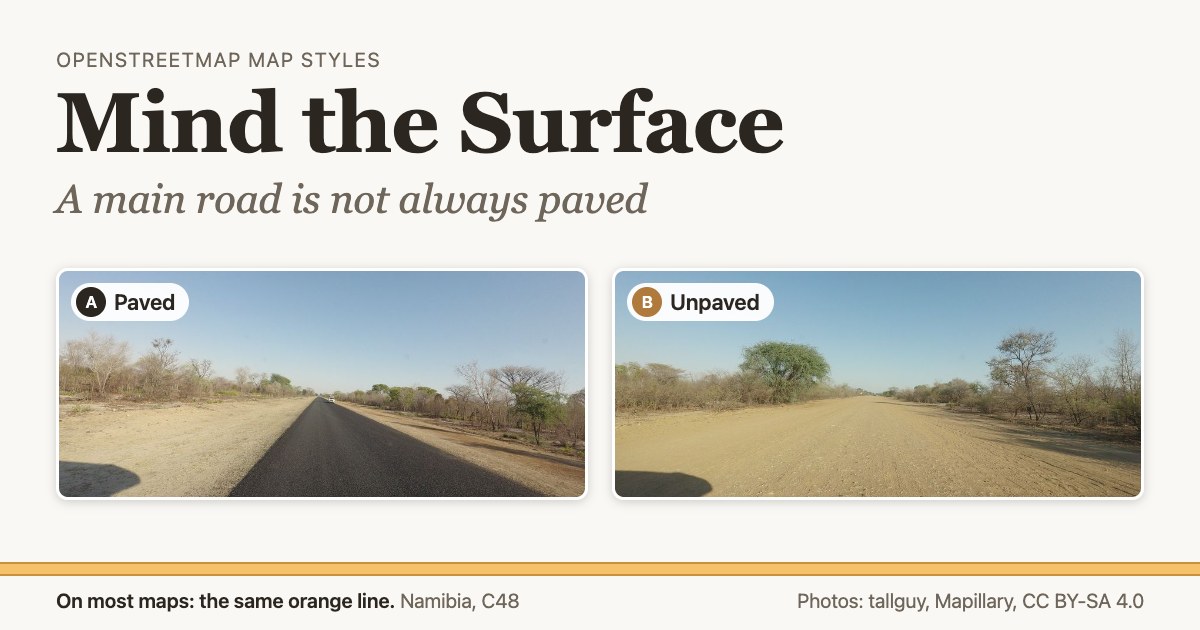 OPENSTREETMAP MAP STYLES
Mind the Surface
A main road is not always paved
A Paved
B Unpaved
On most maps: the same orange line. Namibia, C48
Photos: tallguy, Mapillary, CC BY-SA 4.0